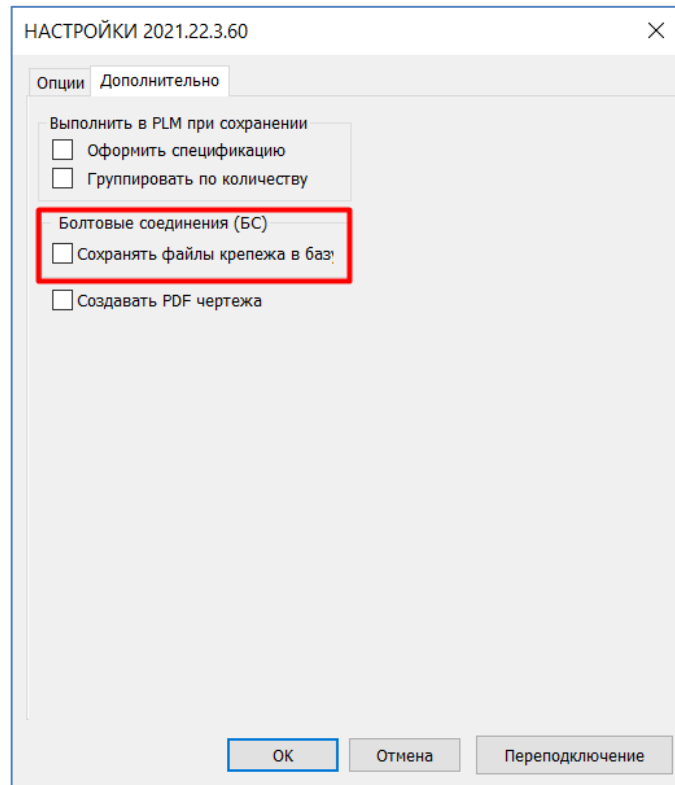 НАСТРОЙКИ 2021.22.3.60
Опции Дополнительно
Выполнить в PLM при сохранении
Оформить спецификацию
Группировать по количеству
Болтовые соединения (БС)
Сохранять файлы крепежа в баз
Создавать PDF чертежа
OK Отмена Переподключение